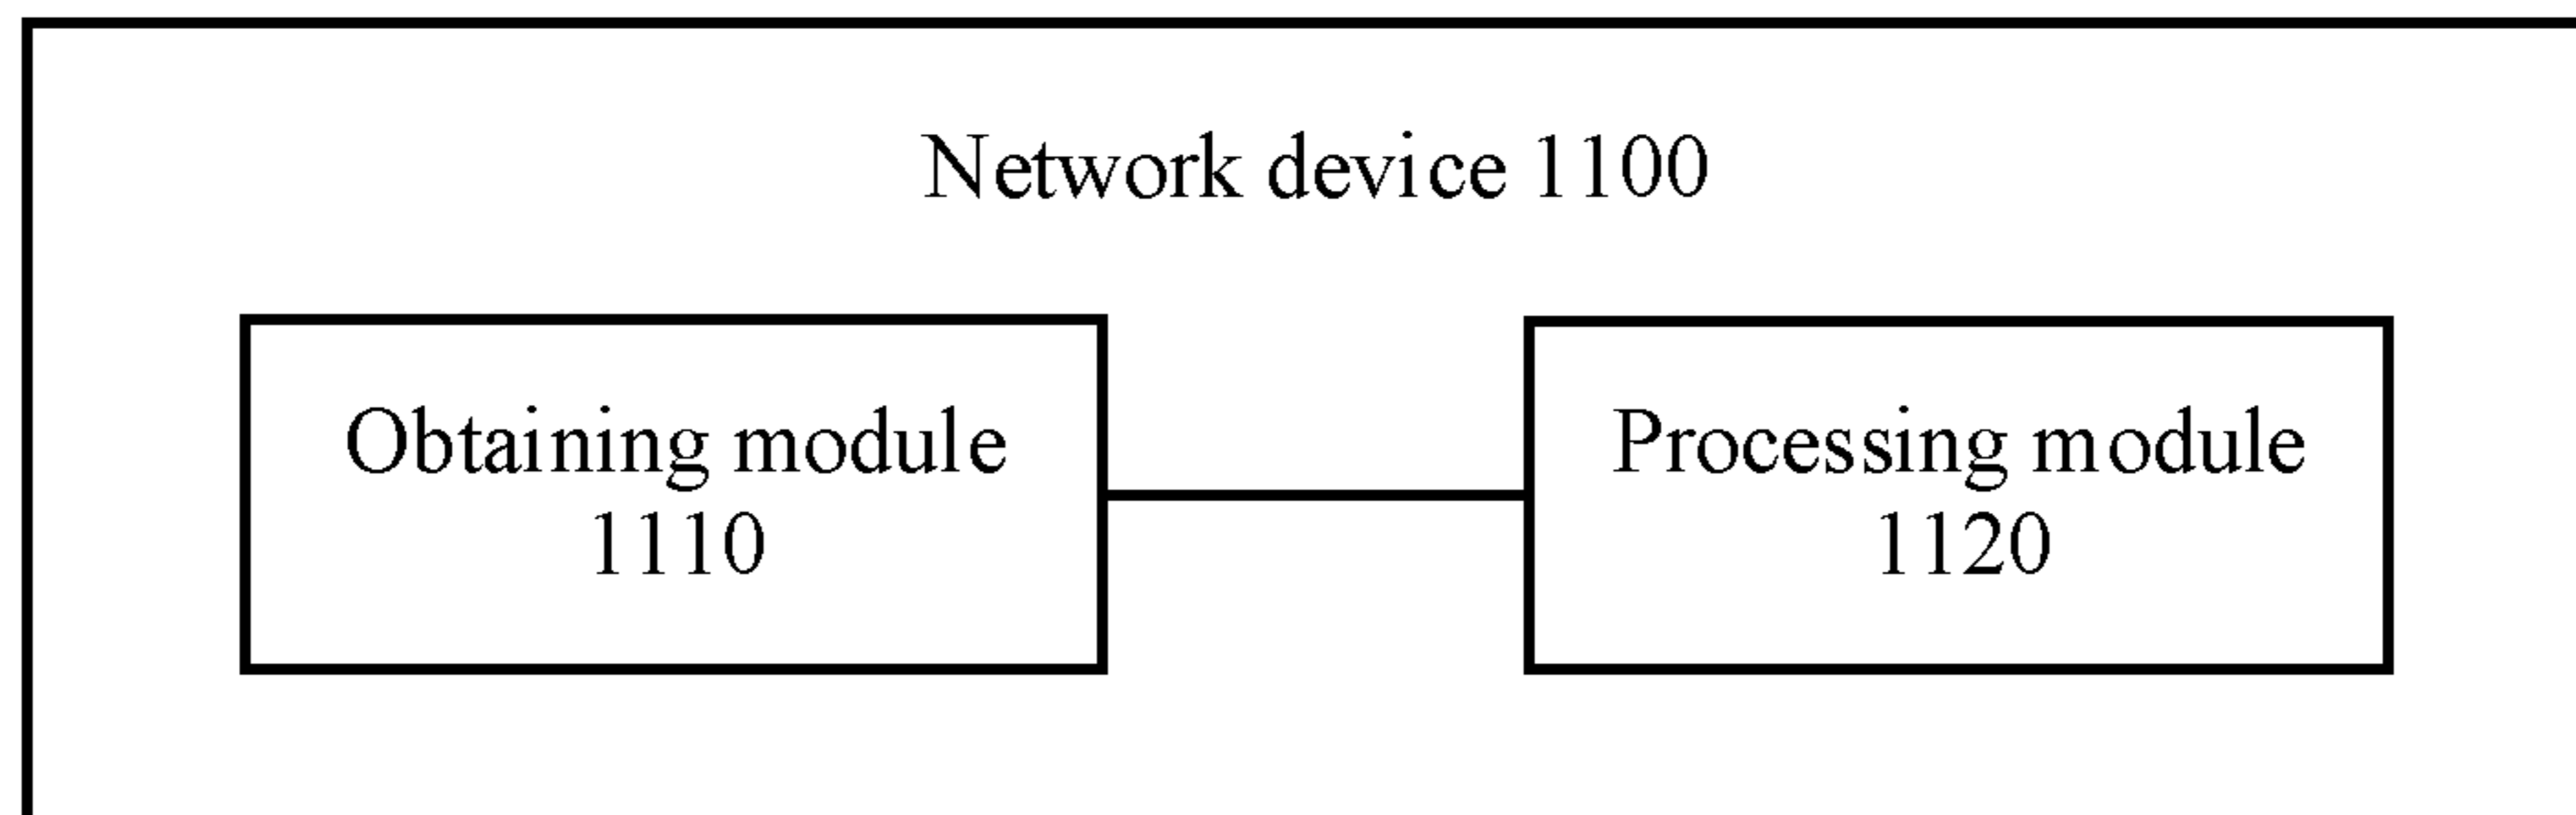 Network device 1100
Obtaining module
1110
Processing module
1120